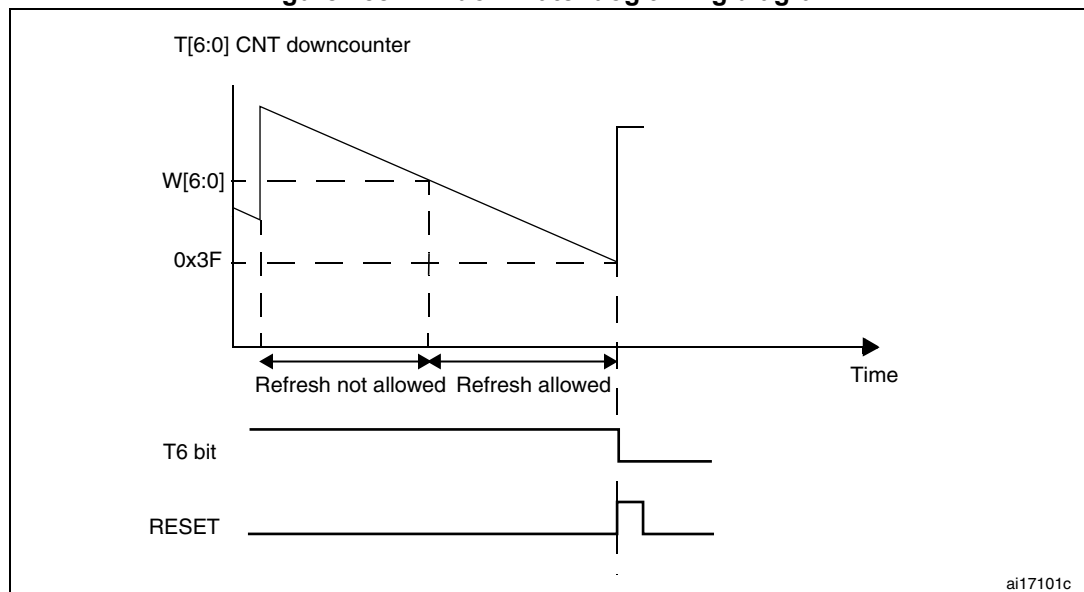 T[6:0] CNT downcounter
W[6:0]
0x3F
Time
Refresh not allowed Refresh allowed
T6 bit
RESET
ai17101c